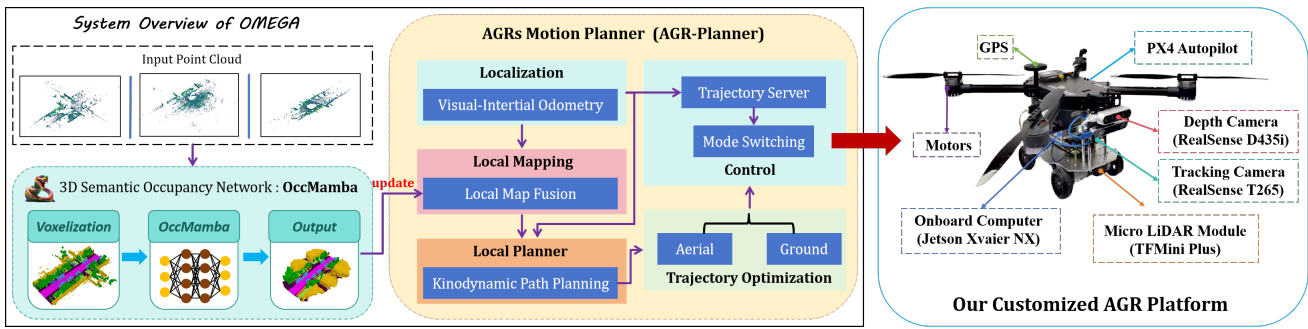 System Overview of OMEGA
Input Point Cloud
3D Semantic Occupancy Network : OccMamba
Voxelization
OccMamba
Output
update
AGRs Motion Planner (AGR-Planner)
Localization
Visual-Intertial Odometry
Local Mapping
Local Map Fusion
Local Planner
Kinodynamic Path Planning
Trajectory Server
Mode Switching
Control
Aerial
Ground
Trajectory Optimization
GPS
PX4 Autopilot
Motors
Depth Camera
(RealSense D435i)
Tracking Camera
(RealSense T265)
Onboard Computer
(Jetson Xvaier NX)
Micro LiDAR Module
(TFMini Plus)
Our Customized AGR Platform